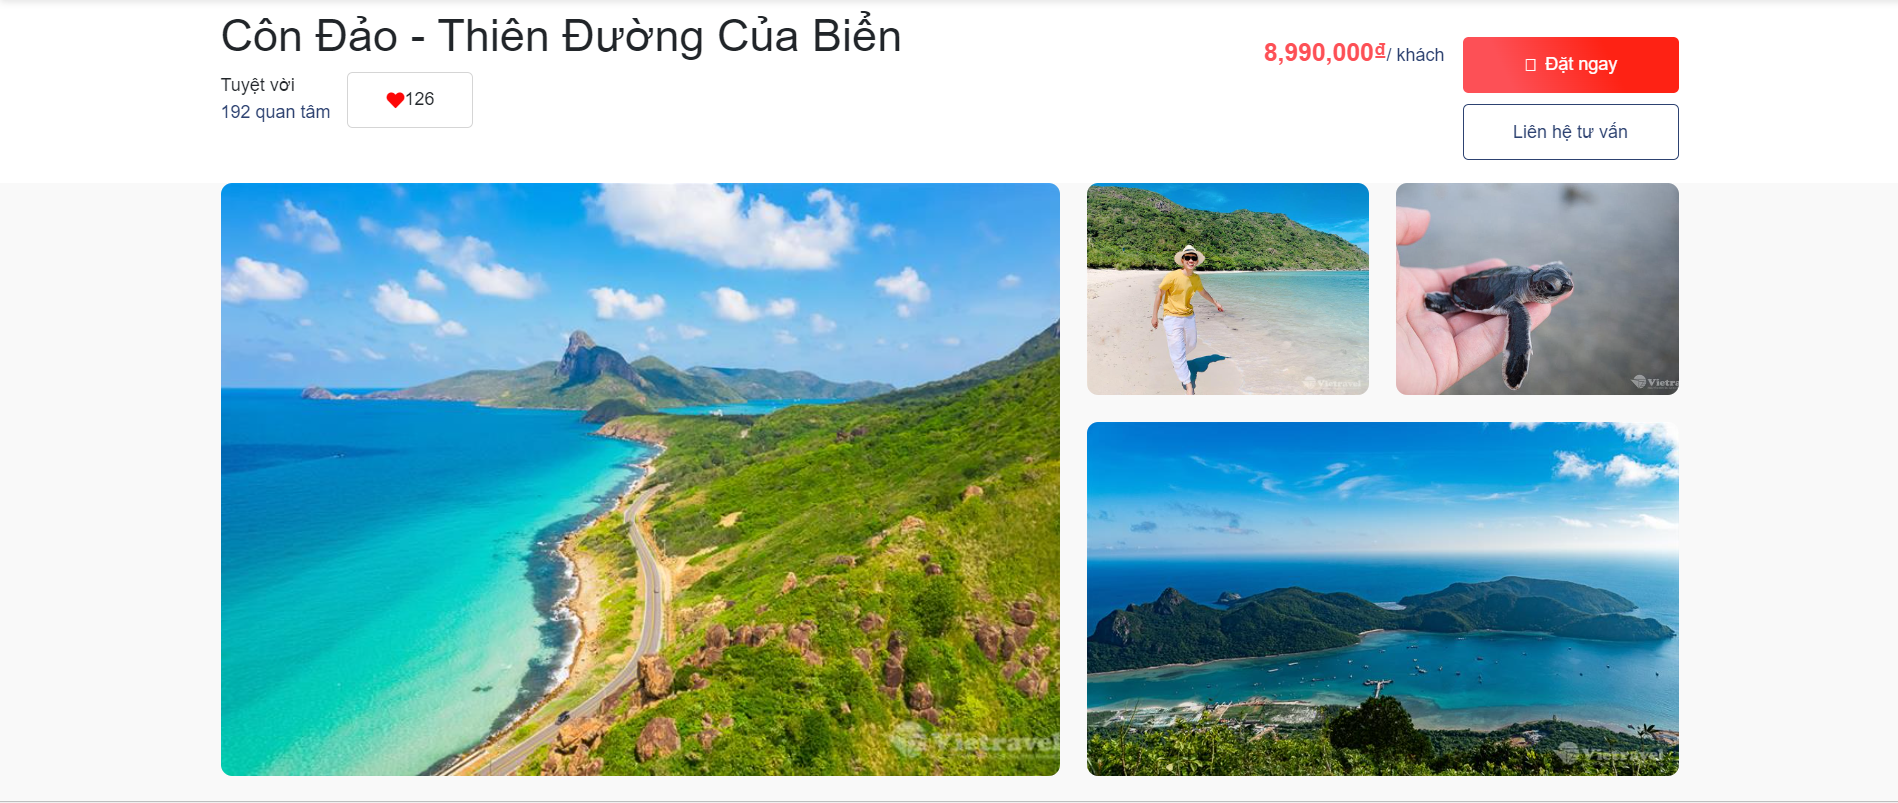 Côn Đảo - Thiên Đường Của Biển
Tuyệt vời
192 quan tâm
126
8,990,000₫/ khách
Đặt ngay
Liên hệ tư vấn
Vietravel
Vietravel
Vietravel
Vietravel